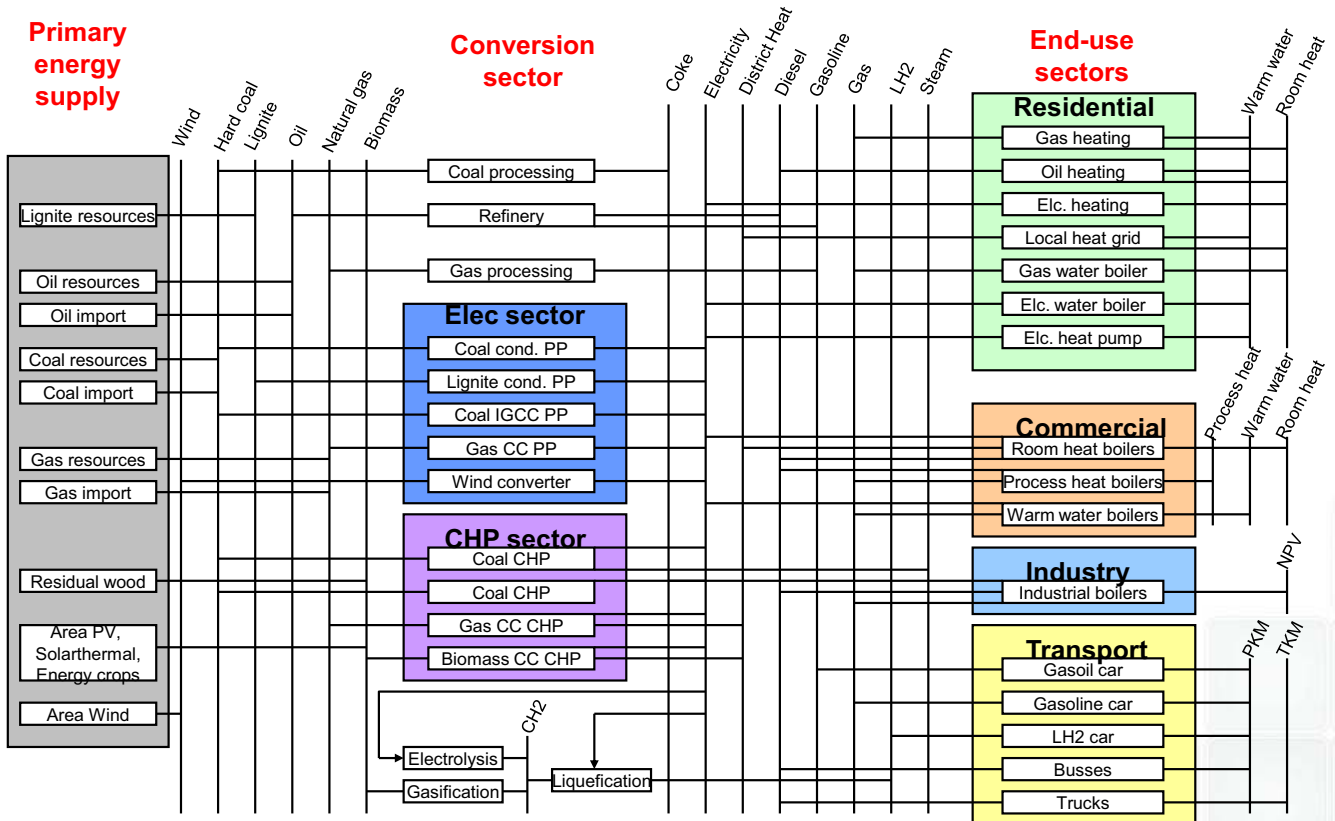 Primary
energy
supply
Conversion
sector
End-use
sectors
Wind
Hard coal
Lignite
Oil
Natural gas
Biomass
Coke
Electricity
District Heat
Diesel
Gasoline
Gas
LH2
Steam
Warm water
Room heat
Lignite resources
Oil resources
Oil import
Coal resources
Coal import
Gas resources
Gas import
Residual wood
Area PV,
Solarthermal,
Energy crops
Area Wind
Coal processing
Refinery
Gas processing
Elec sector
Coal cond. PP
Lignite cond. PP
Coal IGCC PP
Gas CC PP
Wind converter
CHP sector
Coal CHP
Coal CHP
Gas CC CHP
Biomass CC CHP
CH2
Electrolysis
Gasification
Liquefication
Residential
Gas heating
Oil heating
Elc. heating
Local heat grid
Gas water boiler
Elc. water boiler
Elc. heat pump
Process heat
Warm water
Room heat
Commercial
Room heat boilers
Process heat boilers
Warm water boilers
NPV
Industry
Industrial boilers
PKM
TKM
Transport
Gasoil car
Gasoline car
LH2 car
Busses
Trucks